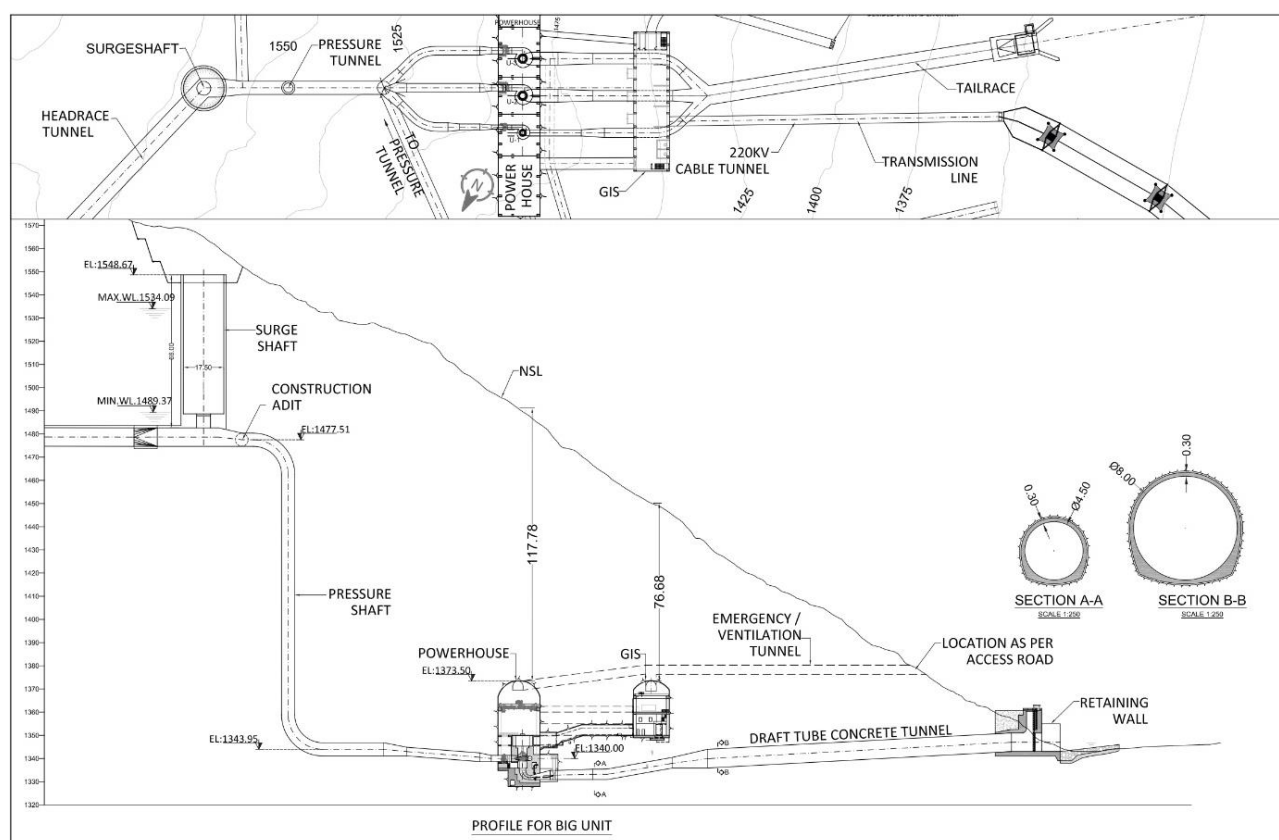 POWERHOUSE
1475
SURGESHAFT
1550
PRESSURE
TUNNEL
1525
HEADRACE
TUNNEL
TO
PRESSURE
TUNNEL
N
U-3
U-2
U-1
POWER
HOUSE
GIS
220KV
CABLE TUNNEL
TAILRACE
TRANSMISSION
LINE
1425
1400
1375
1570
1560
1550
1540
1530
1520
1510
1500
1490
1480
1470
1460
1450
1440
1430
1420
1410
1400
1390
1380
1370
1360
1350
1340
1330
1320
EL:1548.67
MAX.WL.1534.09
SURGE
SHAFT
68.00
17.50
CONSTRUCTION
ADIT
MIN.WL.1489.37
EL:1477.51
NSL
117.78
76.68
PRESSURE
SHAFT
0.30
Ø4.50
Ø8.00
0.30
SECTION A-A
SCALE 1:250
SECTION B-B
SCALE 1:250
EMERGENCY /
VENTILATION
TUNNEL
LOCATION AS PER
ACCESS ROAD
POWERHOUSE
EL:1373.50
GIS
RETAINING
WALL
EL:1343.95
EL:1340.00
DRAFT TUBE CONCRETE TUNNEL
A
A
B
B
PROFILE FOR BIG UNIT